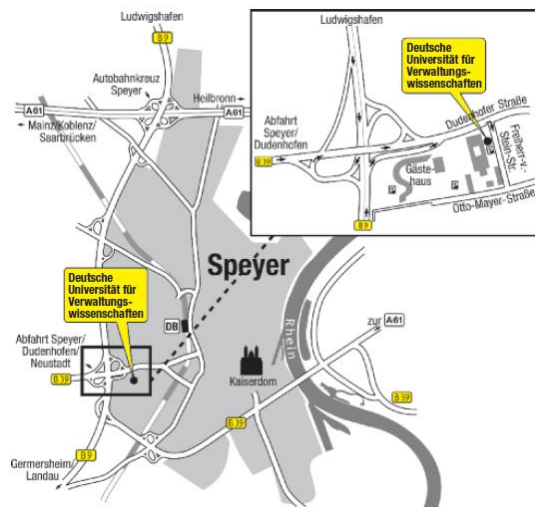 Ludwigshafen
B9
Autobahnkreuz
Speyer
Heilbronn
A61
A61
Mainz/Koblenz/
Saarbrücken
Ludwigshafen
Deutsche
Universität für
Verwaltungs-
wissenschaften
Dudenhofer Straße
Abfahrt
Speyer/
Dudenhofen
B39
Gäste-
haus
P
P
P
Freiherr-v.-
Stein-Str.
Otto-Mayer-Straße
B9
Speyer
Deutsche
Universität für
Verwaltungs-
wissenschaften
DB
Rhein
zur A61
Abfahrt Speyer/
Dudenhofen/
Neustadt
B39
Kaiserdom
B39
B39
B9
Germersheim/
Landau